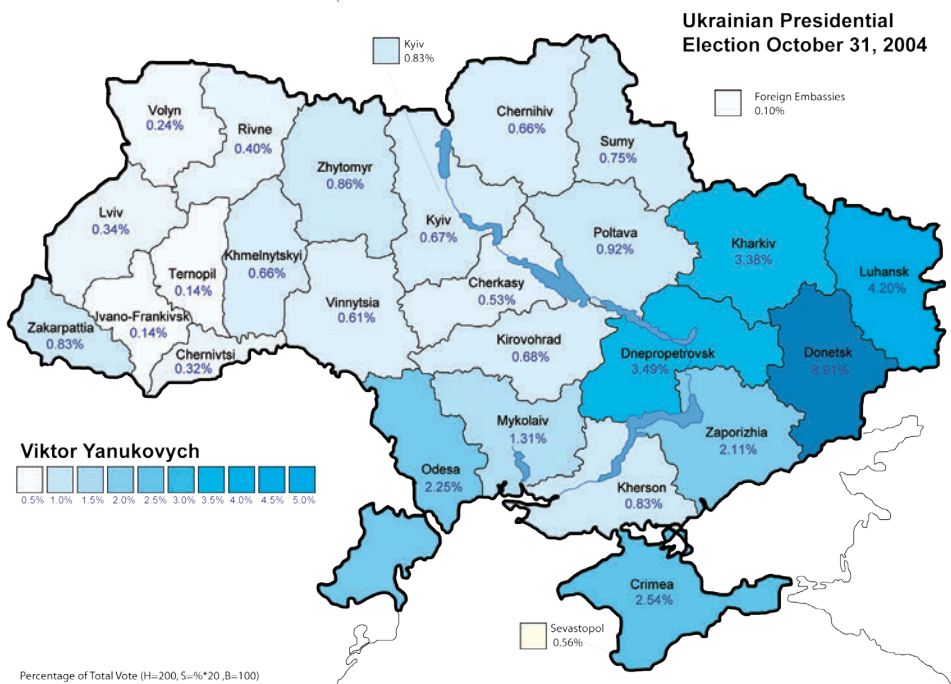 Ukrainian Presidential
Election October 31, 2004
Kyiv
0.83%
Foreign Embassies
0.10%
Volyn
0.24%
Rivne
0.40%
Chernihiv
0.66%
Sumy
0.75%
Zhytomyr
0.86%
Lviv
0.34%
Kyiv
0.67%
Poltava
0.92%
Kharkiv
3.38%
Luhansk
4.20%
Khmelnytskyi
0.66%
Ternopil
0.14%
Cherkasy
0.53%
Vinnytsia
0.61%
Ivano-Frankivsk
0.14%
Zakarpattia
0.83%
Chernivtsi
0.32%
Kirovohrad
0.68%
Dnepropetrovsk
3.49%
Donetsk
8.91%
Mykolaiv
1.31%
Zaporizhia
2.11%
Odesa
2.25%
Kherson
0.83%
Viktor Yanukovych
0.5% 1.0% 1.5% 2.0% 2.5% 3.0% 3.5% 4.0% 4.5% 5.0%
Crimea
2.54%
Sevastopol
0.56%
Percentage of Total Vote (H=200, S=%*20 ,B=100)